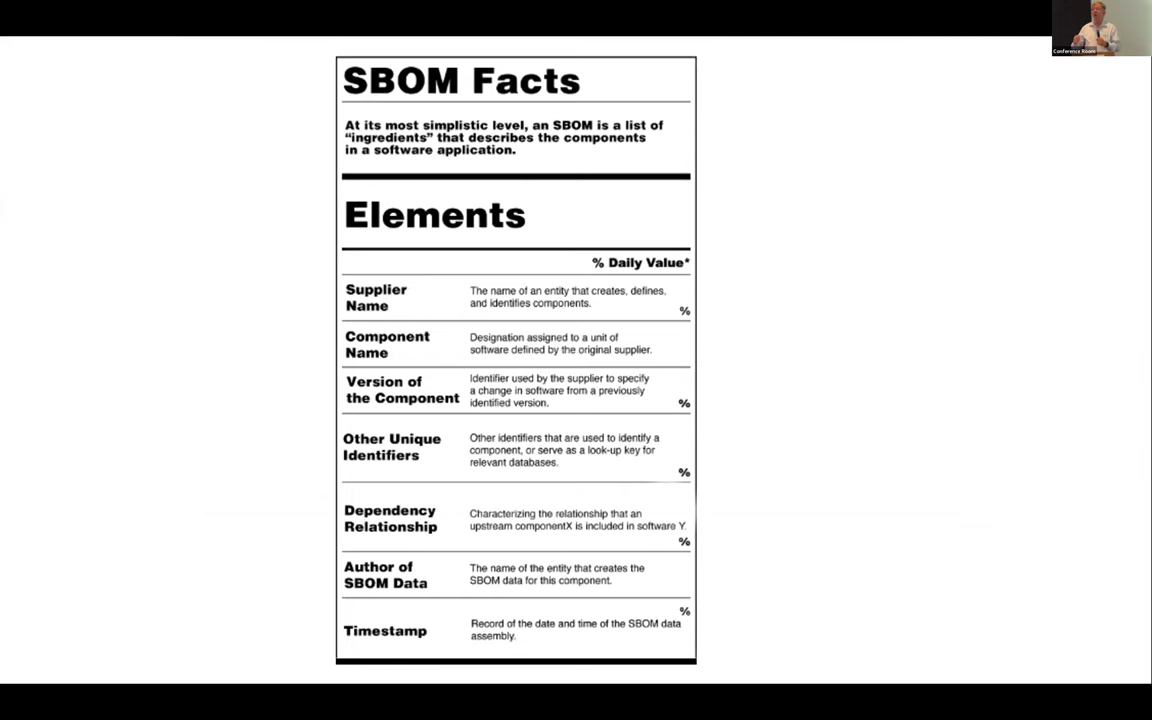 Conference Room
SBOM Facts
At its most simplistic level, an SBOM is a list of
“ingredients” that describes the components
in a software application.
Elements
% Daily Value*
Supplier
Name
The name of an entity that creates, defines,
and identifies components.
%
Component
Name
Designation assigned to a unit of
software defined by the original supplier.
Version of
the Component
Identifier used by the supplier to specify
a change in software from a previously
identified version.
%
Other Unique
Identifiers
Other identifiers that are used to identify a
component, or serve as a look-up key for
relevant databases.
%
Dependency
Relationship
Characterizing the relationship that an
upstream componentX is included in software Y.
%
Author of
SBOM Data
The name of the entity that creates the
SBOM data for this component.
%
Timestamp
Record of the date and time of the SBOM data
assembly.